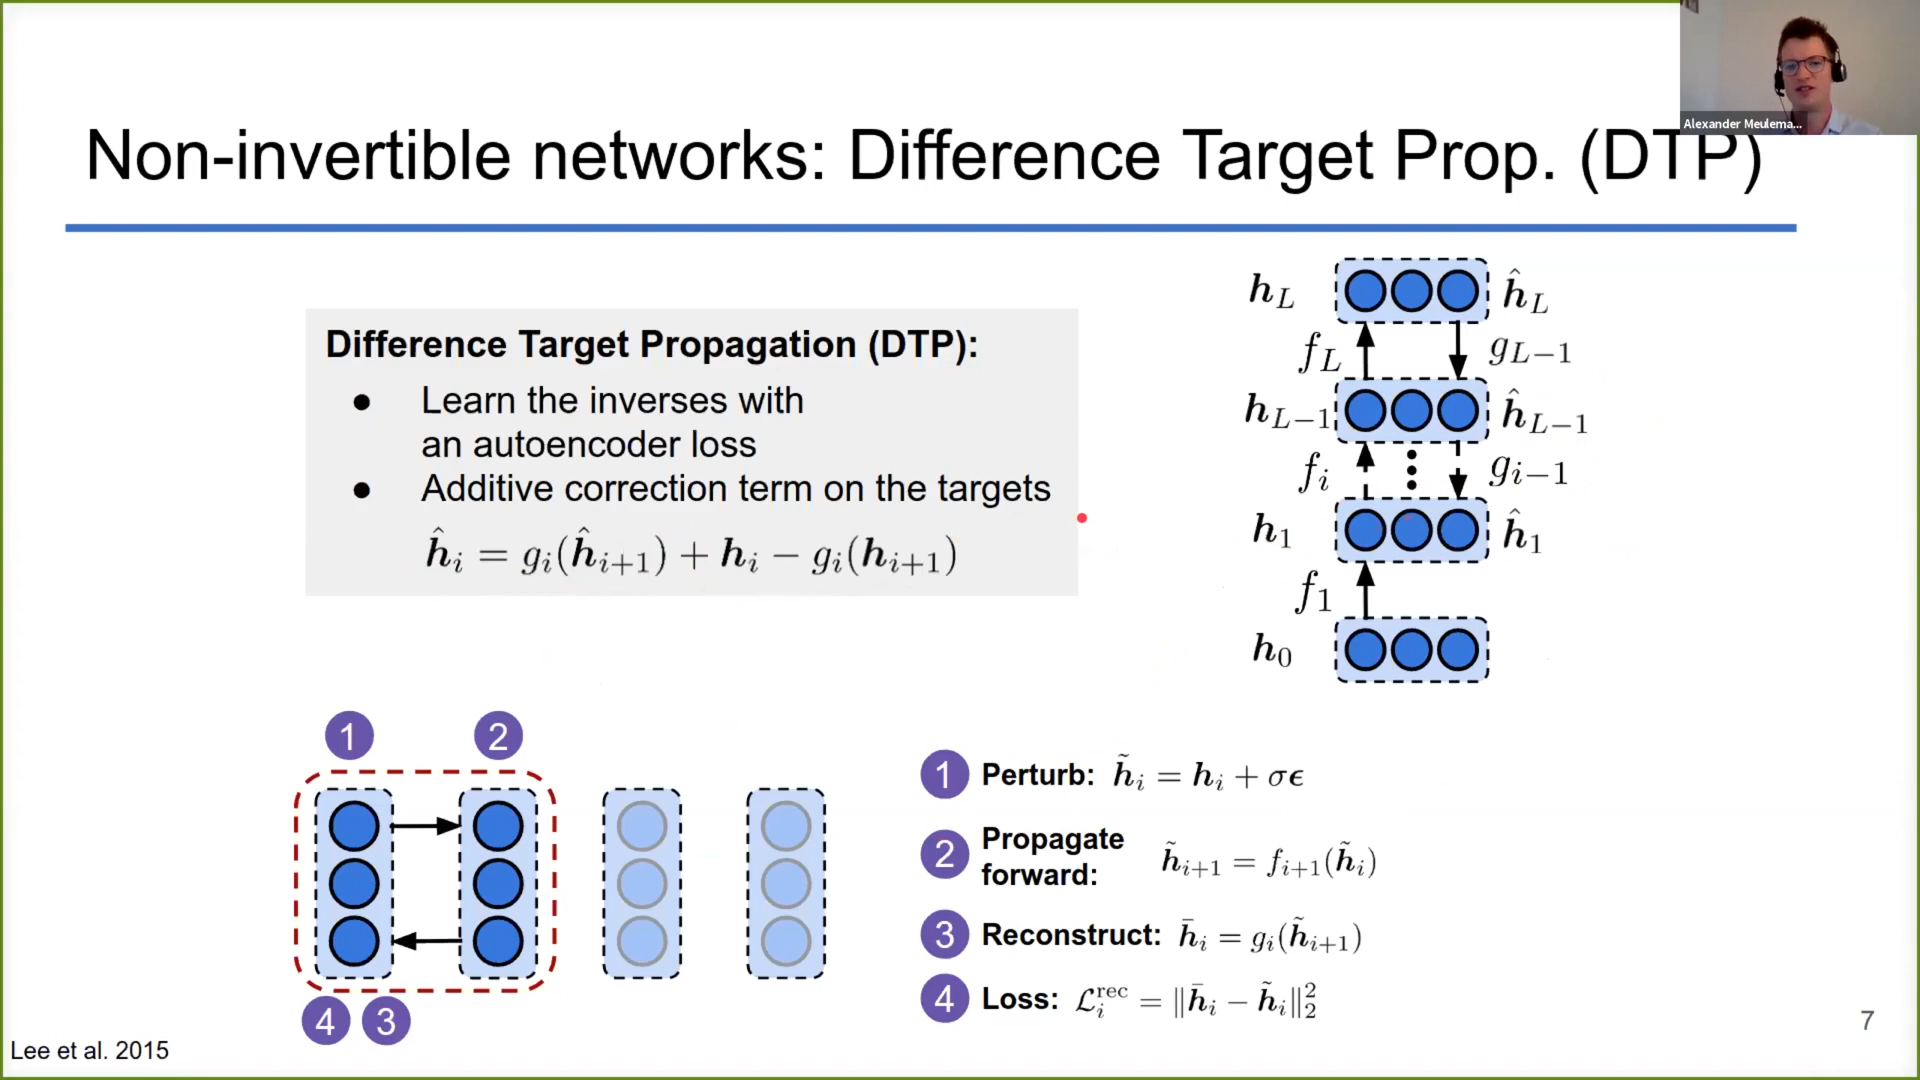 Alexander Meulema...
Non-invertible networks: Difference Target Prop. (DTP)
Difference Target Propagation (DTP):
● Learn the inverses with
an autoencoder loss
● Additive correction term on the targets
ĥ_i = g_i(ĥ_{i+1}) + h_i − g_i(h_{i+1})
h_L ĥ_L
f_L g_{L−1}
h_{L−1} ĥ_{L−1}
f_i g_{i−1}
h_1 ĥ_1
f_1
h_0
1 2
4 3
1 Perturb: h̃_i = h_i + σϵ
2 Propagate
forward: h̃_{i+1} = f_{i+1}(h̃_i)
3 Reconstruct: h̄_i = g_i(h̃_{i+1})
4 Loss: ℒ_i^{rec} = ‖h̄_i − h̃_i‖_2^2
Lee et al. 2015
7